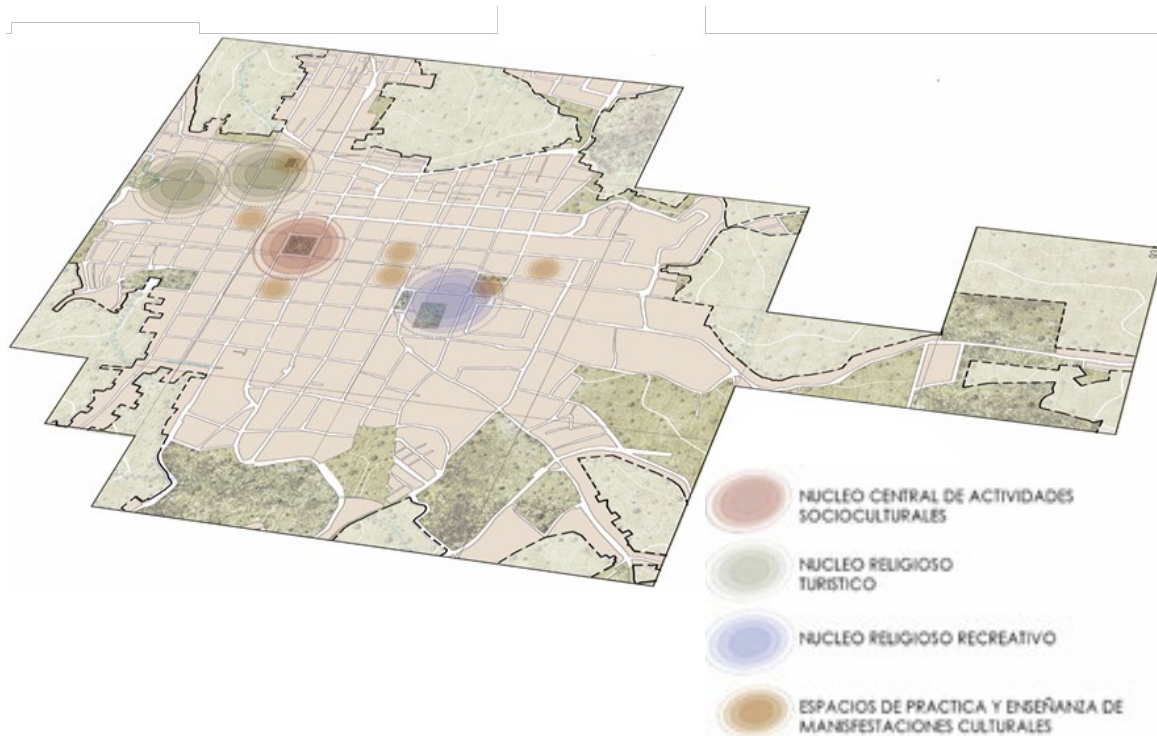 NUCLEO CENTRAL DE ACTIVIDADES
SOCIOCULTURALES
NUCLEO RELIGIOSO
TURISTICO
NUCLEO RELIGIOSO RECREATIVO
ESPACIOS DE PRACTICA Y ENSEÑANZA DE
MANISFESTACIONES CULTURALES